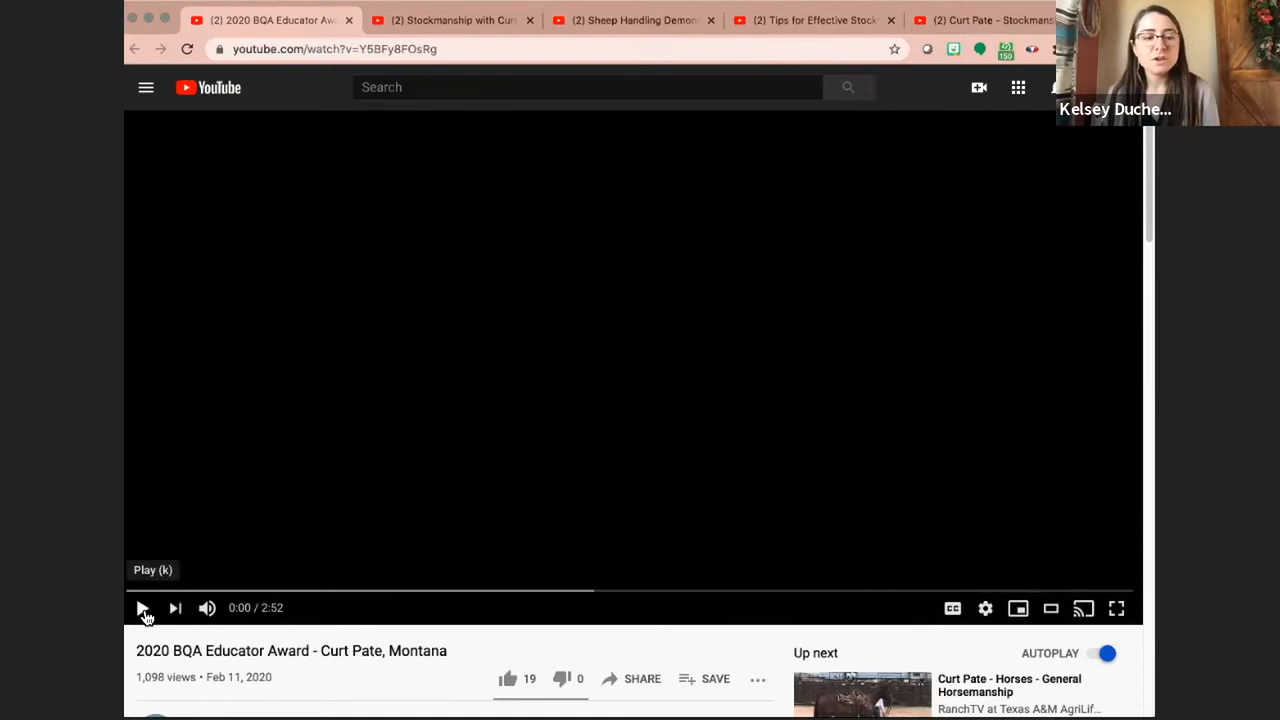 (2) 2020 BQA Educator Aw
(2) Stockmanship with Curt
(2) Sheep Handling Demon
(2) Tips for Effective Stock
(2) Curt Pate - Stockmans
youtube.com/watch?v=Y5BFy8FOsRg
150
YouTube
Search
Kelsey Duche...
Play (k)
0:00 / 2:52
CC
2020 BQA Educator Award - Curt Pate, Montana
1,098 views • Feb 11, 2020
19
0
SHARE
SAVE
Up next
AUTOPLAY
Curt Pate - Horses - General
Horsemanship
RanchTV at Texas A&M AgriLif...